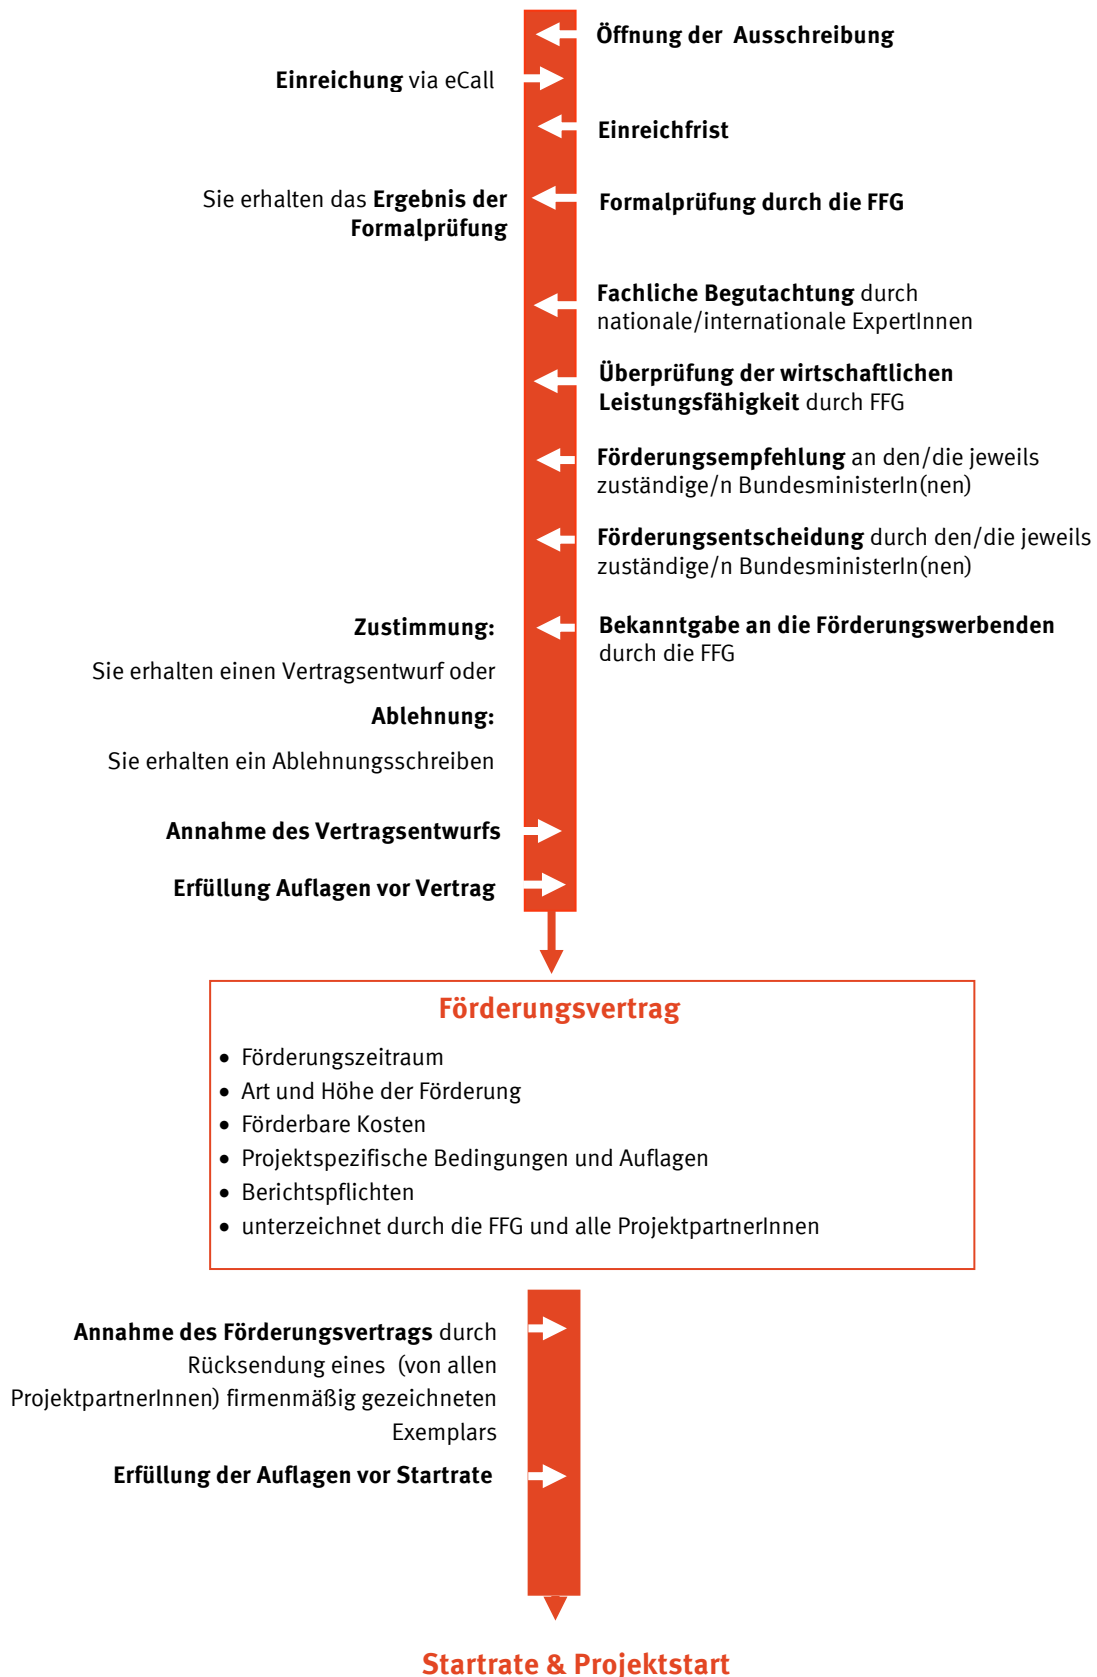 Öffnung der Ausschreibung
Einreichung via eCall
Einreichfrist
Sie erhalten das Ergebnis der
Formalprüfung
Formalprüfung durch die FFG
Fachliche Begutachtung durch
nationale/internationale ExpertInnen
Überprüfung der wirtschaftlichen
Leistungsfähigkeit durch FFG
Förderungsempfehlung an den/die jeweils
zuständige/n BundesministerIn(nen)
Förderungsentscheidung durch den/die jeweils
zuständige/n BundesministerIn(nen)
Bekanntgabe an die Förderungswerbenden
durch die FFG
Zustimmung:
Sie erhalten einen Vertragsentwurf oder
Ablehnung:
Sie erhalten ein Ablehnungsschreiben
Annahme des Vertragsentwurfs
Erfüllung Auflagen vor Vertrag
Förderungsvertrag
• Förderungszeitraum
• Art und Höhe der Förderung
• Förderbare Kosten
• Projektspezifische Bedingungen und Auflagen
• Berichtspflichten
• unterzeichnet durch die FFG und alle ProjektpartnerInnen
Annahme des Förderungsvertrags durch
Rücksendung eines (von allen
ProjektpartnerInnen) firmenmäßig gezeichneten
Exemplars
Erfüllung der Auflagen vor Startrate
Startrate & Projektstart